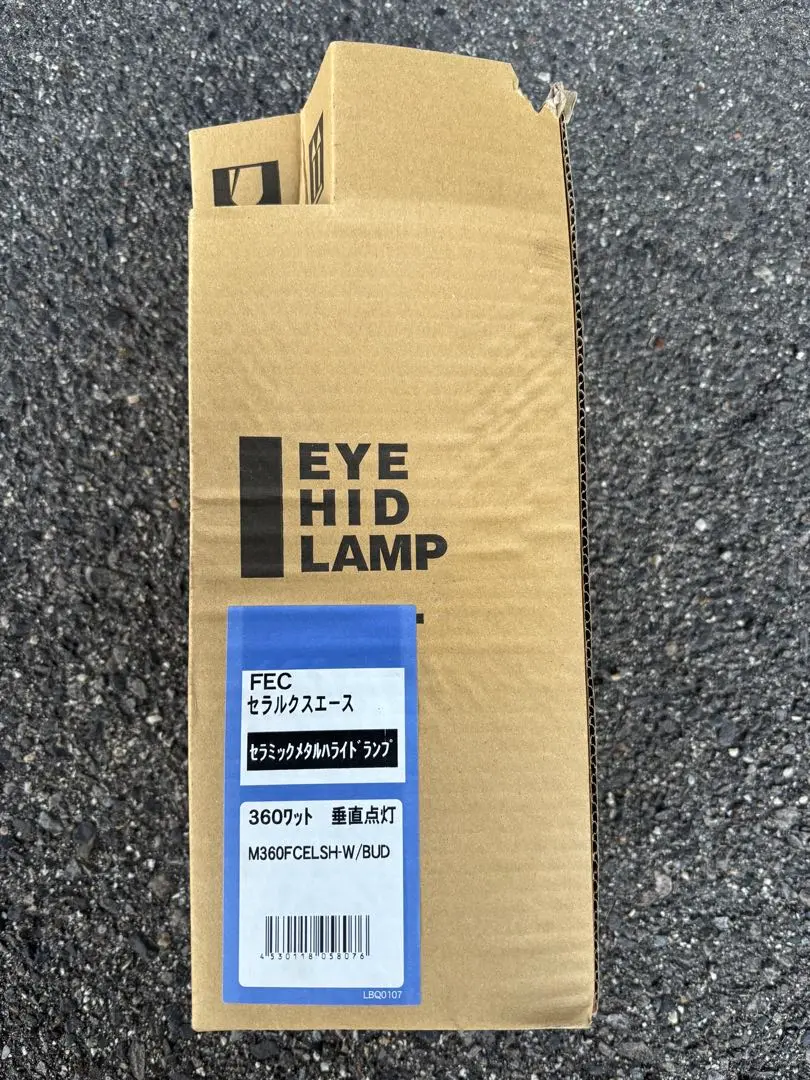 EYE
HID
LAMP
FEC
セラルクスエース
セラミックメタルハライドランプ
360ワット 垂直点灯
M360FCELSH-W/BUD
4530118058076
LBQ0107